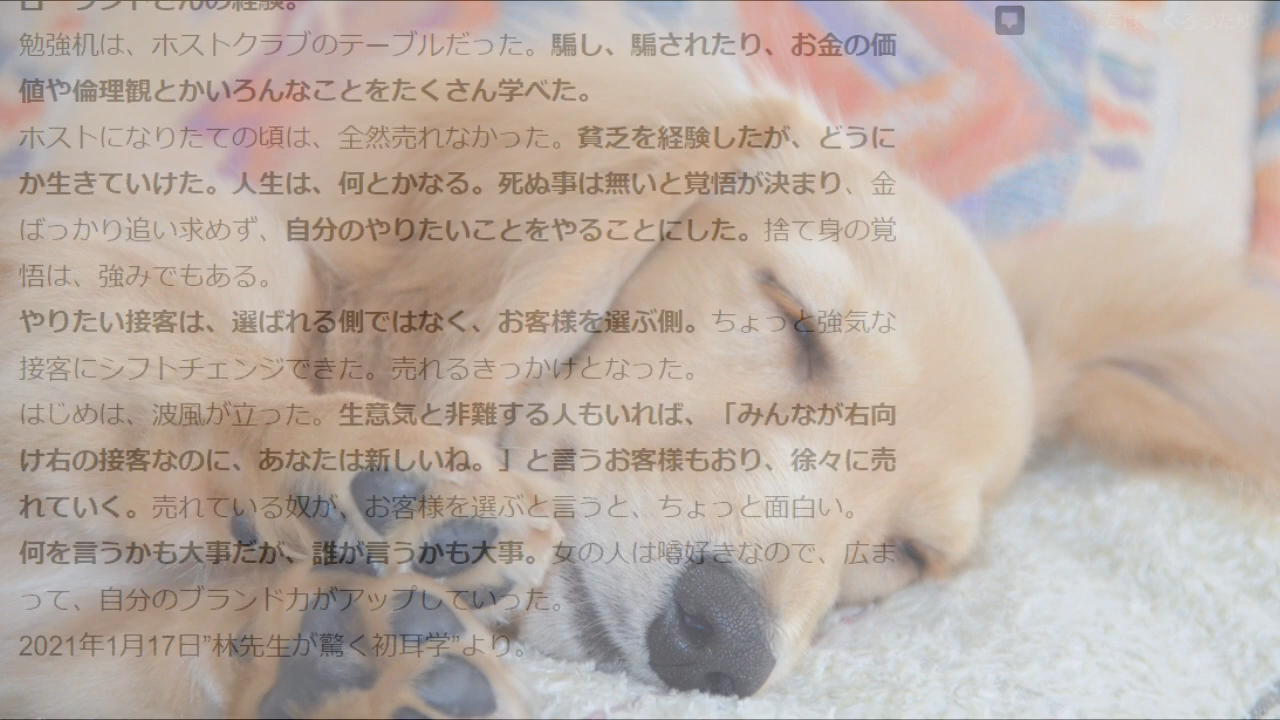 ローランドさんの経験。
勉強机は、ホストクラブのテーブルだった。騙し、騙されたり、お金の価
値や倫理観とかいろんなことをたくさん学べた。
ホストになりたての頃は、全然売れなかった。貧乏を経験したが、どうに
か生きていけた。人生は、何とかなる。死ぬ事は無いと覚悟が決まり、金
ばっかり追い求めず、自分のやりたいことをやることにした。捨て身の覚
悟は、強みでもある。
やりたい接客は、選ばれる側ではなく、お客様を選ぶ側。ちょっと強気な
接客にシフトチェンジできた。売れるきっかけとなった。
はじめは、波風が立った。生意気と非難する人もいれば、「みんなが右向
け右の接客なのに、あなたは新しいね。」と言うお客様もおり、徐々に売
れていく。売れている奴が、お客様を選ぶと言うと、ちょっと面白い。
何を言うかも大事だが、誰が言うかも大事。女の人は噂好きなので、広ま
って、自分のブランド力がアップしていった。
2021年1月17日”林先生が驚く初耳学”より。